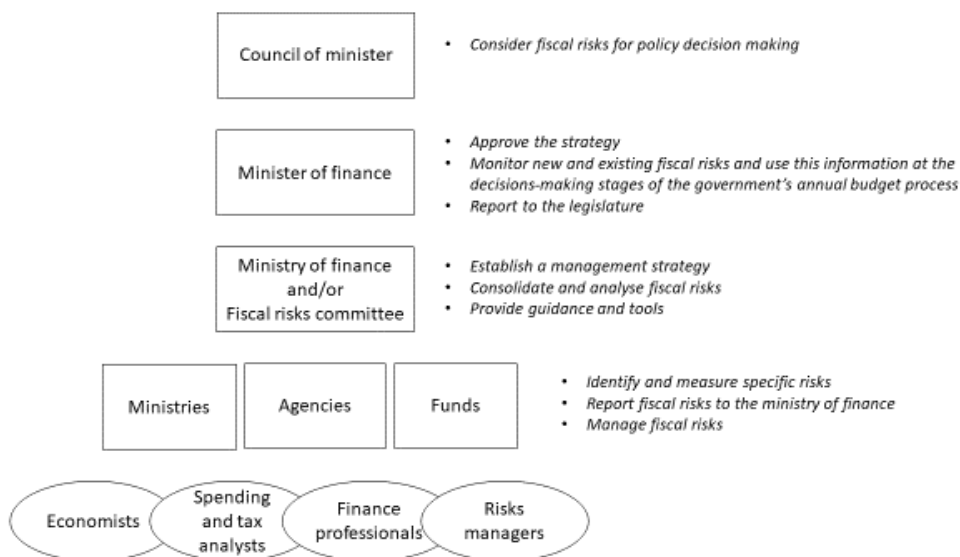 Council of minister
• Consider fiscal risks for policy decision making
Minister of finance
• Approve the strategy
• Monitor new and existing fiscal risks and use this information at the
decisions-making stages of the government's annual budget process
• Report to the legislature
Ministry of finance
and/or
Fiscal risks committee
• Establish a management strategy
• Consolidate and analyse fiscal risks
• Provide guidance and tools
Ministries
Agencies
Funds
• Identify and measure specific risks
• Report fiscal risks to the ministry of finance
• Manage fiscal risks
Economists
Spending
and tax
analysts
Finance
professionals
Risks
managers